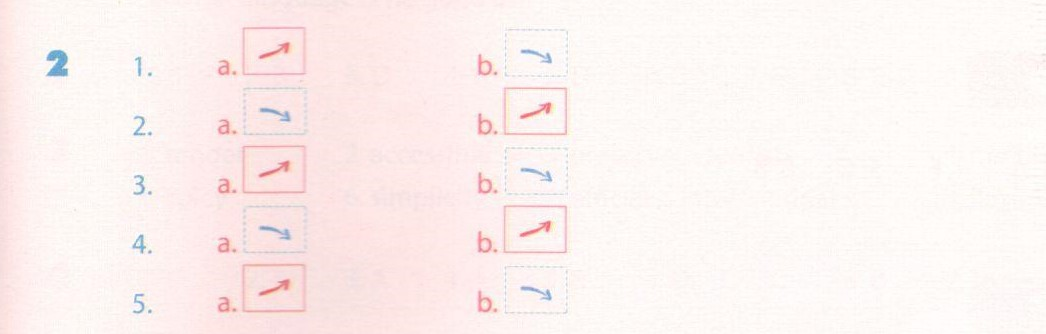 2 1. a. b.
2. a. b.
3. a. b.
4. a. b.
5. a. b.